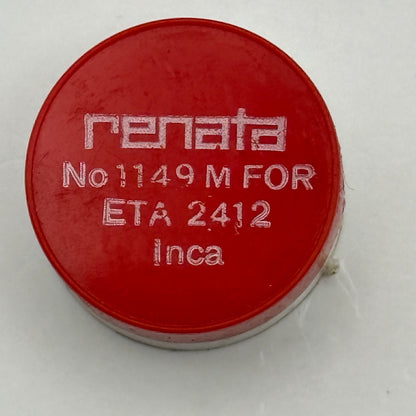 renata
No 1149 M FOR
ETA 2412
Inca